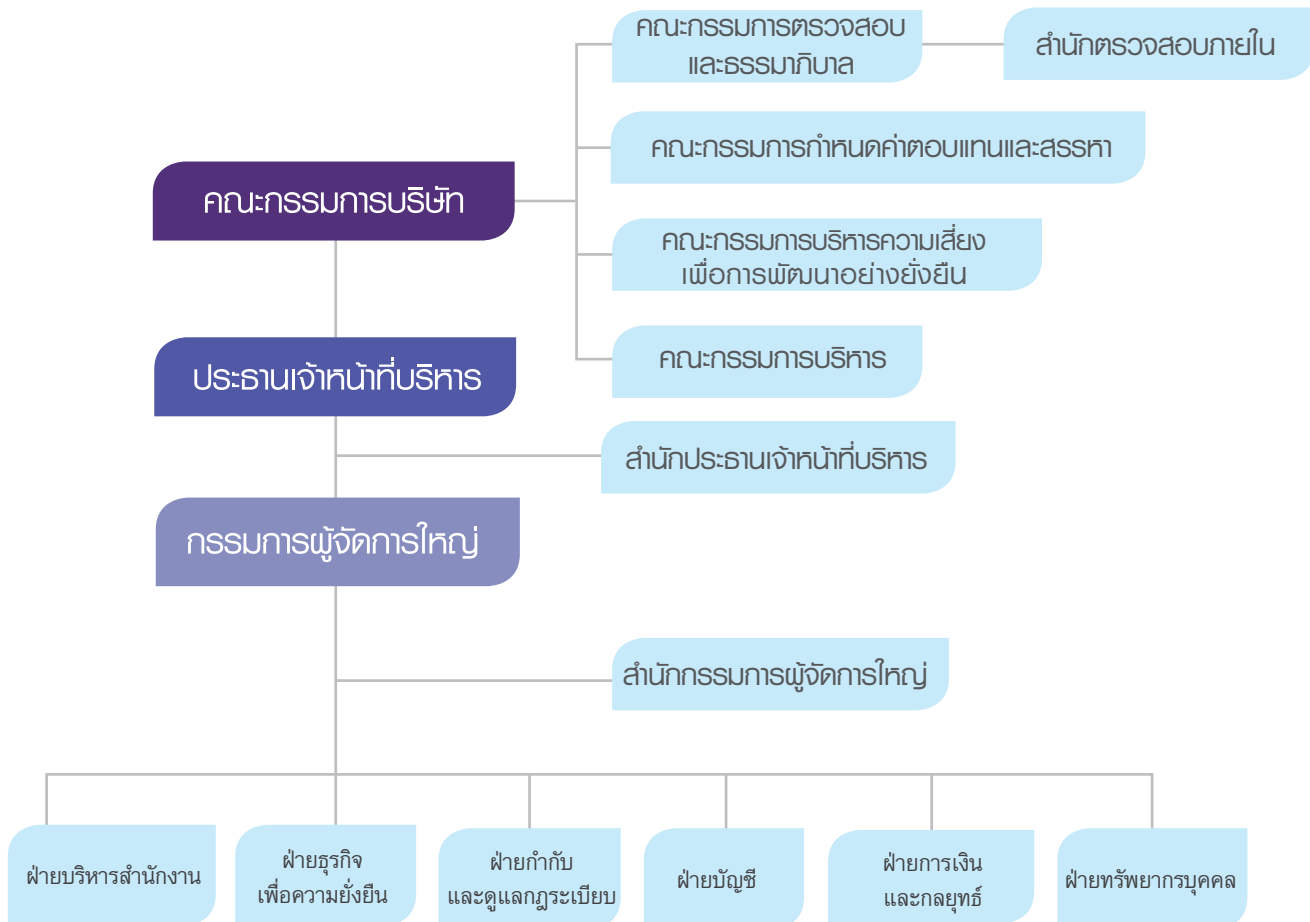 คณะกรรมการตรวจสอบ
และธรรมาภิบาล
สำนักตรวจสอบภายใน
คณะกรรมการกำหนดค่าตอบแทนและสรรหา
คณะกรรมการบริษัท
คณะกรรมการบริหารความเสี่ยง
เพื่อการพัฒนาอย่างยั่งยืน
คณะกรรมการบริหาร
ประธานเจ้าหน้าที่บริหาร
สำนักประธานเจ้าหน้าที่บริหาร
กรรมการผู้จัดการใหญ่
สำนักกรรมการผู้จัดการใหญ่
ฝ่ายบริหารสำนักงาน
ฝ่ายธุรกิจ
เพื่อความยั่งยืน
ฝ่ายกำกับ
และดูแลกฎระเบียบ
ฝ่ายบัญชี
ฝ่ายการเงิน
และกลยุทธ์
ฝ่ายทรัพยากรบุคคล